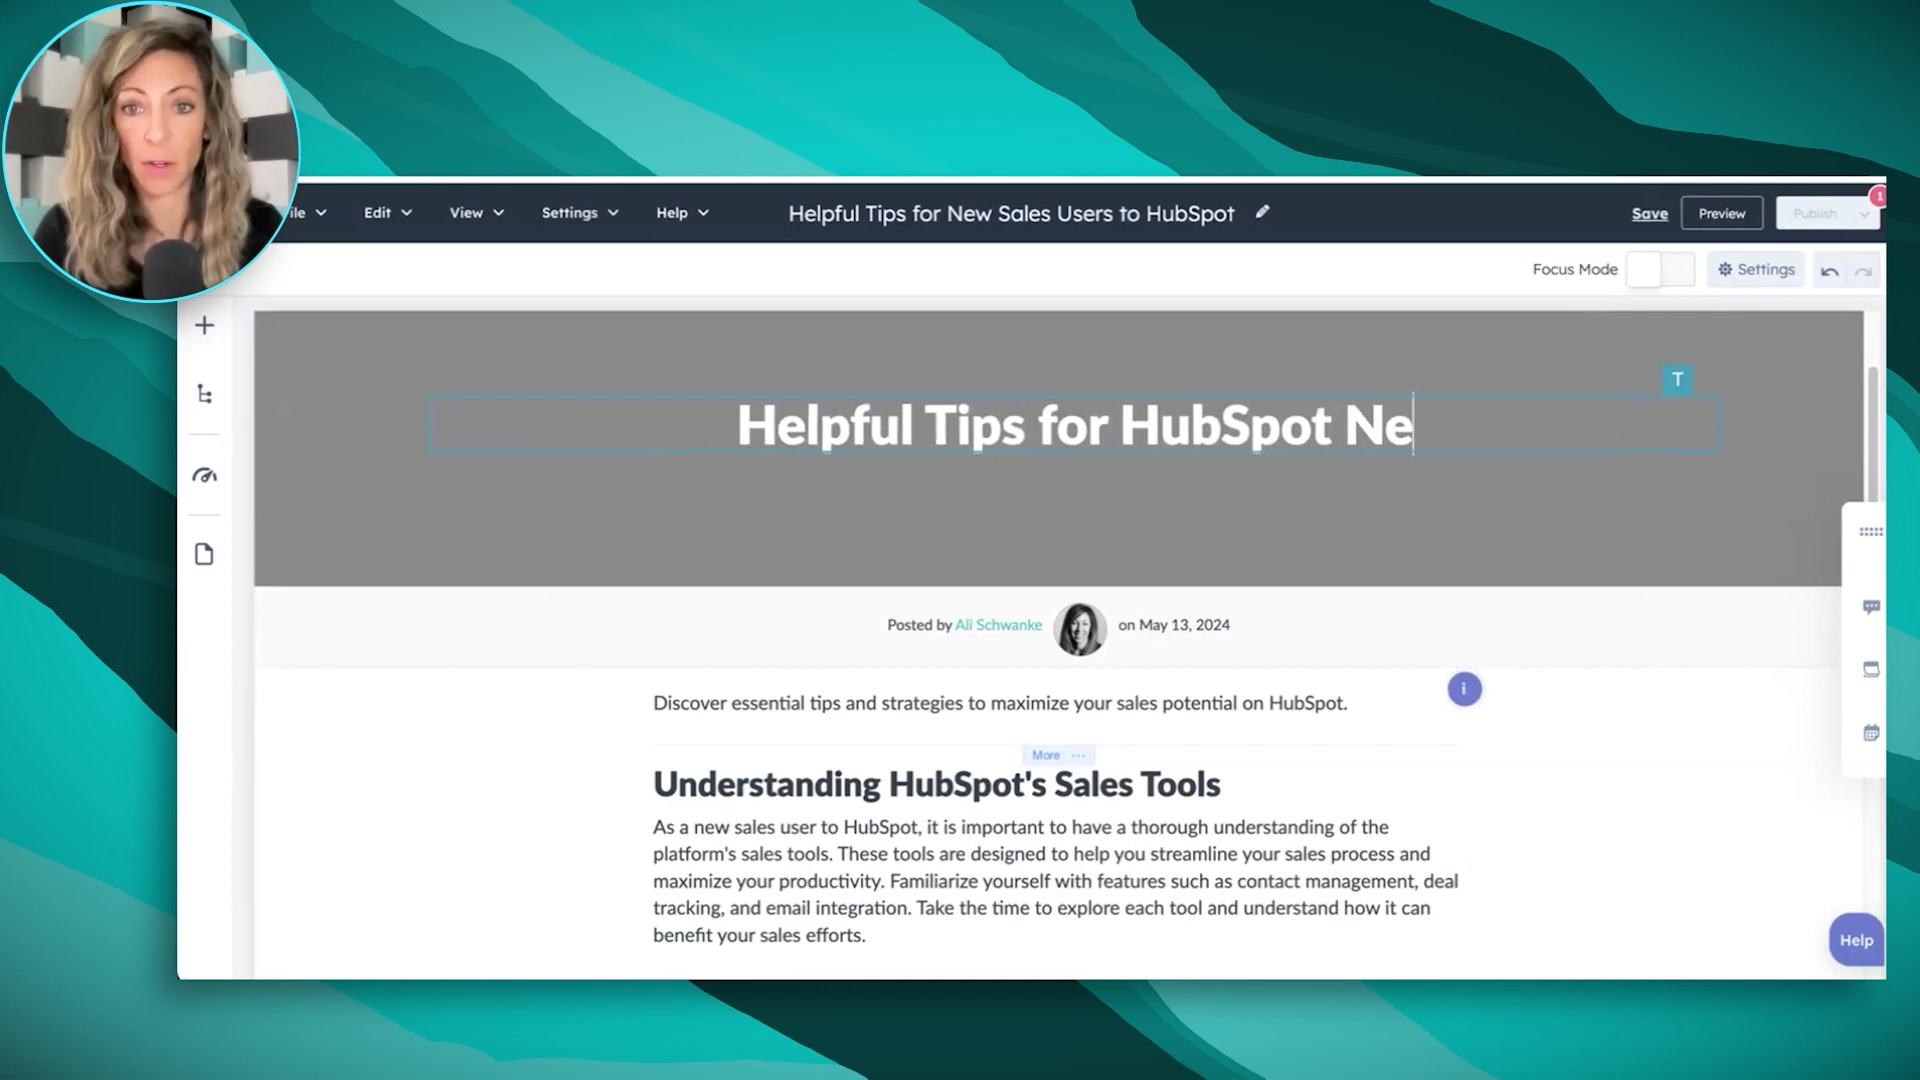 ile Edit View Settings Help Helpful Tips for New Sales Users to HubSpot Save Preview Publish 1
Focus Mode Settings
T
Helpful Tips for HubSpot Ne
Posted by Ali Schwanke on May 13, 2024
Discover essential tips and strategies to maximize your sales potential on HubSpot.
i
More ...
Understanding HubSpot's Sales Tools
As a new sales user to HubSpot, it is important to have a thorough understanding of the
platform's sales tools. These tools are designed to help you streamline your sales process and
maximize your productivity. Familiarize yourself with features such as contact management, deal
tracking, and email integration. Take the time to explore each tool and understand how it can
benefit your sales efforts.
Help